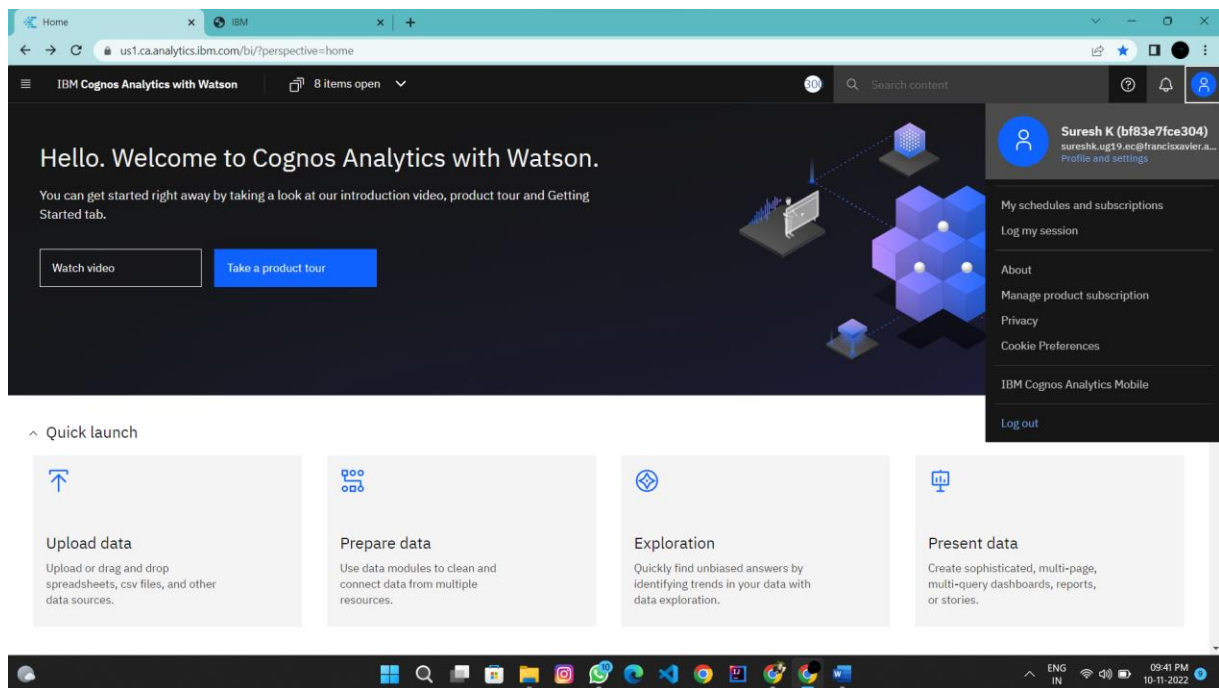 Home
IBM
us1.ca.analytics.ibm.com/bi/?perspective=home
IBM Cognos Analytics with Watson
8 items open
30
Search content
Suresh K (bf83e7fce304)
sureshk.ug19.ec@francisxavier.a...
Profile and settings
Hello. Welcome to Cognos Analytics with Watson.
You can get started right away by taking a look at our introduction video, product tour and Getting
Started tab.
Watch video
Take a product tour
My schedules and subscriptions
Log my session
About
Manage product subscription
Privacy
Cookie Preferences
IBM Cognos Analytics Mobile
Log out
Quick launch
Upload data
Upload or drag and drop
spreadsheets, csv files, and other
data sources.
Prepare data
Use data modules to clean and
connect data from multiple
resources.
Exploration
Quickly find unbiased answers by
identifying trends in your data with
data exploration.
Present data
Create sophisticated, multi-page,
multi-query dashboards, reports,
or stories.
10
ENG
IN
09:41 PM
10-11-2022
9